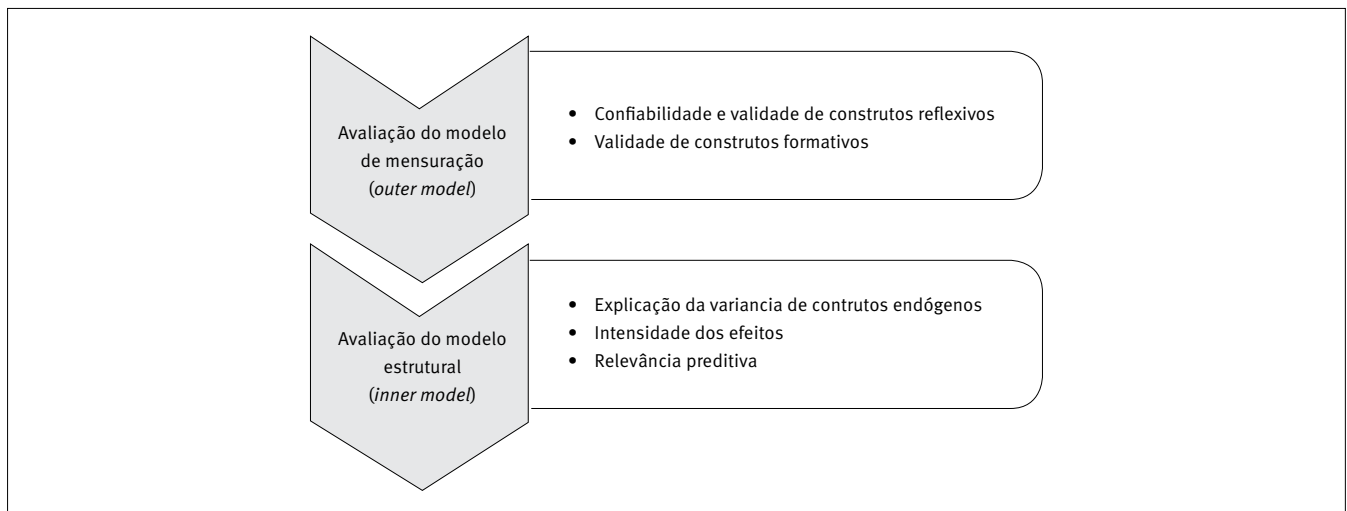 Avaliação do modelo
de mensuração
(outer model)
• Confiabilidade e validade de construtos reflexivos
• Validade de construtos formativos
Avaliação do modelo
estrutural
(inner model)
• Explicação da variancia de contrutos endógenos
• Intensidade dos efeitos
• Relevância preditiva